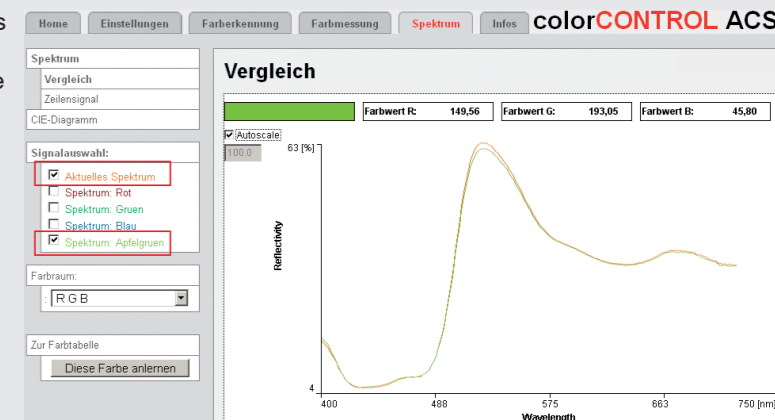 s
e
Home Einstellungen Farberkennung Farbmessung Spektrum Infos colorCONTROL ACS
Spektrum
Vergleich
Zeilensignal
CIE-Diagramm
Signalauswahl:
Aktuelles Spektrum
Spektrum: Rot
Spektrum: Gruen
Spektrum: Blau
Spektrum: Apfelgruen
Farbraum:
: RGB
Zur Farbtabelle
Diese Farbe anlernen
Vergleich
Farbwert R: 149,56 Farbwert G: 193,05 Farbwert B: 45,80
Autoscale
100.0
63 [%]
Reflectivity
4
400 488 575 663 750 [nm]
Wavelength